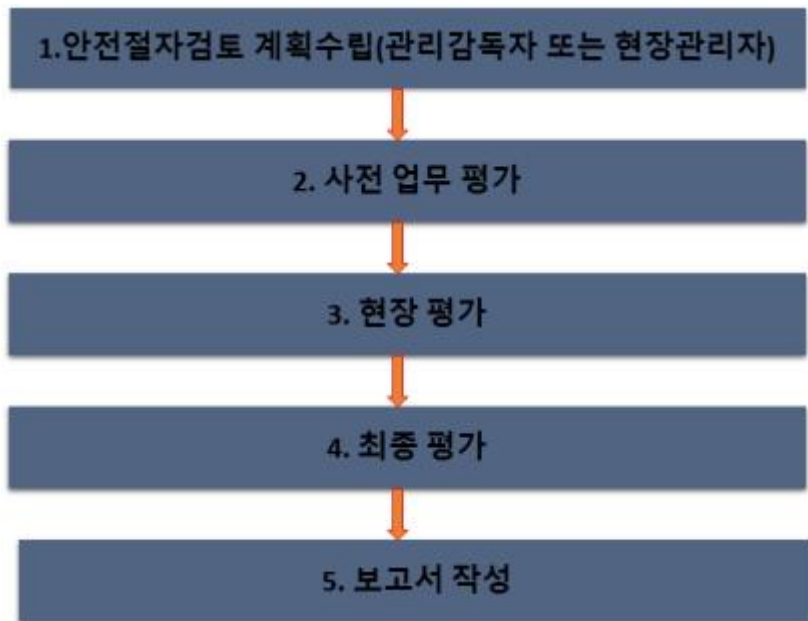 1.안전절자검토 계획수립(관리감독자 또는 현장관리자)
2. 사전 업무 평가
3. 현장 평가
4. 최종 평가
5. 보고서 작성